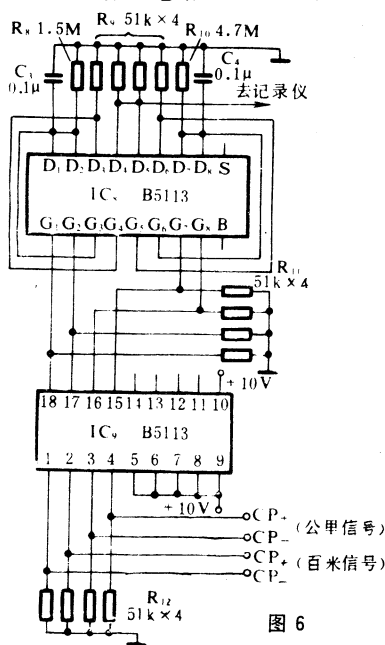 R₈ 1.5M
R₉ 51k×4
R₁₀ 4.7M
C₃
0.1μ
C₄
0.1μ
去记录仪
D₁ D₂ D₃ D₄ D₅ D₆ D₇ D₈ S
B5113
G₁ G₂ G₃ G₄ G₅ G₆ G₇ G₈ B
R₁₁
51k×4
+10V
18 17 16 15 14 13 12 11 10
IC₉ B5113
1 2 3 4 5 6 7 8 9
+10V
CP₊
CP₋
(公里信号)
CP₊
CP₋
(百米信号)
R₁₂
51k×4
图 6